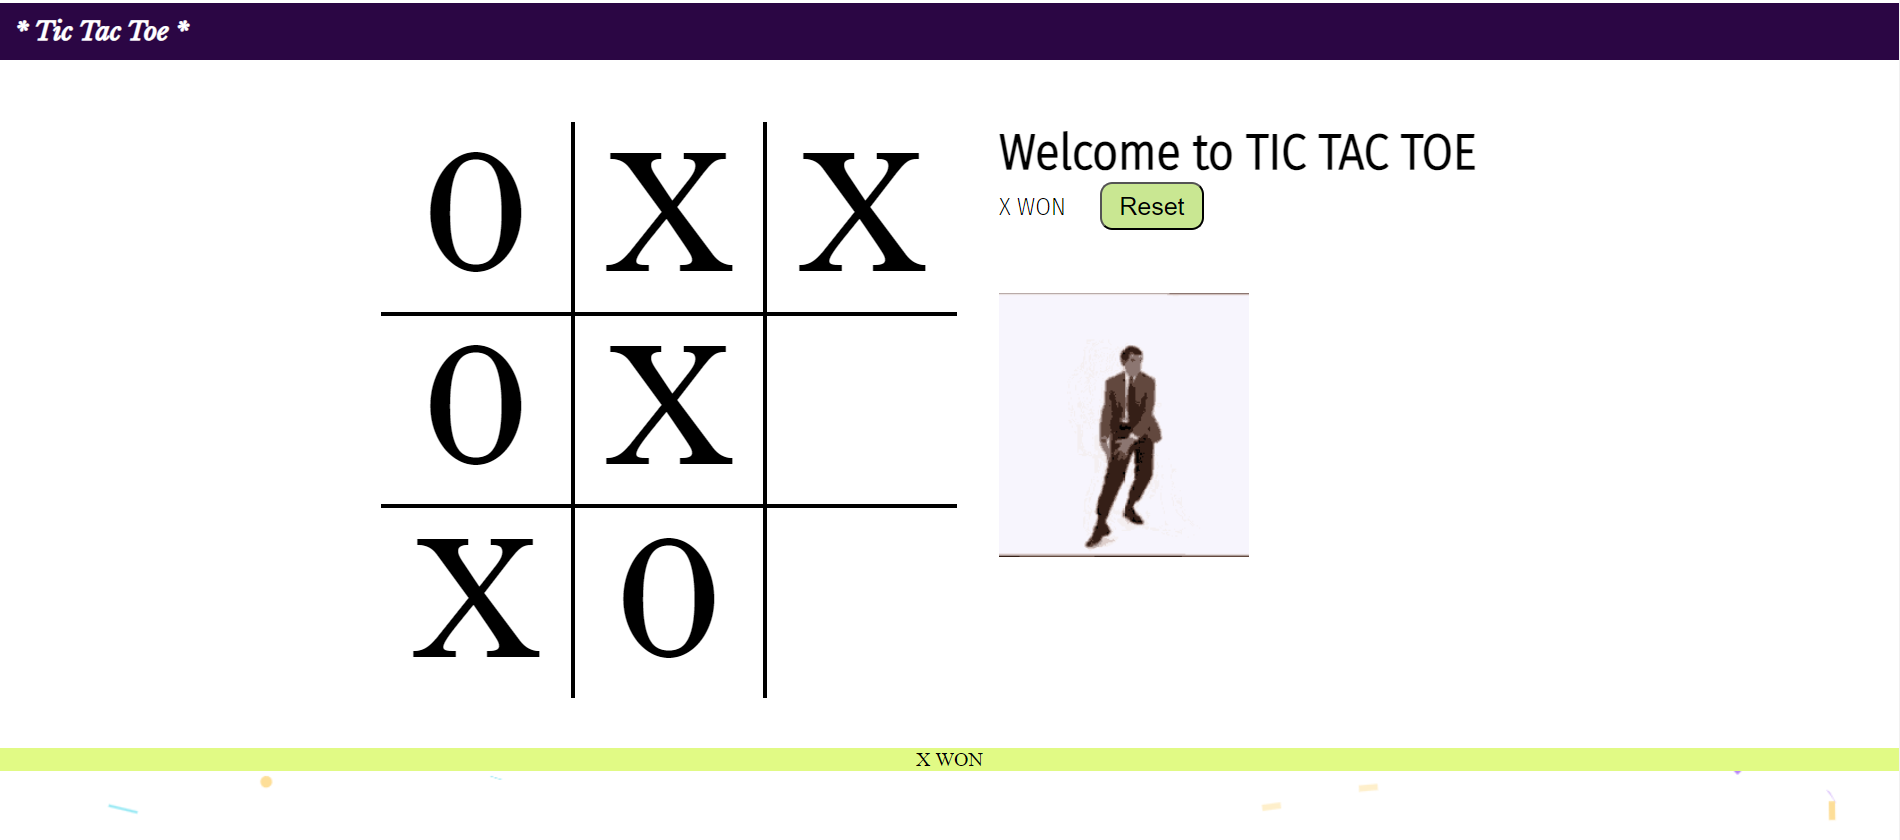 * Tic Tac Toe *
O X X
O X
X O
Welcome to TIC TAC TOE
X WON Reset
X WON